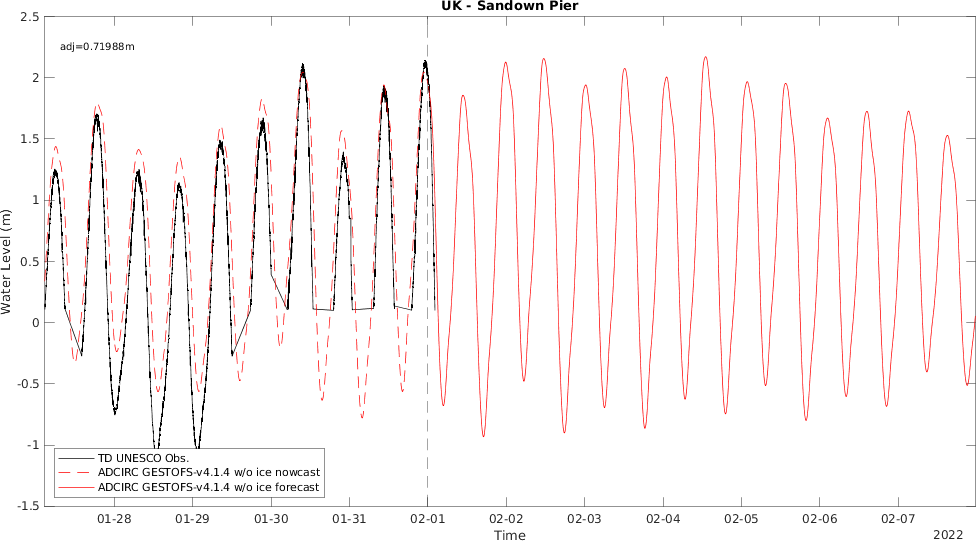 UK - Sandown Pier
adj=0.71988m
2.5
2
1.5
1
0.5
0
-0.5
-1
-1.5
Water Level (m)
TD UNESCO Obs.
ADCIRC GESTOFS-v4.1.4 w/o ice nowcast
ADCIRC GESTOFS-v4.1.4 w/o ice forecast
01-28 01-29 01-30 01-31 02-01 02-02 02-03 02-04 02-05 02-06 02-07
Time
2022